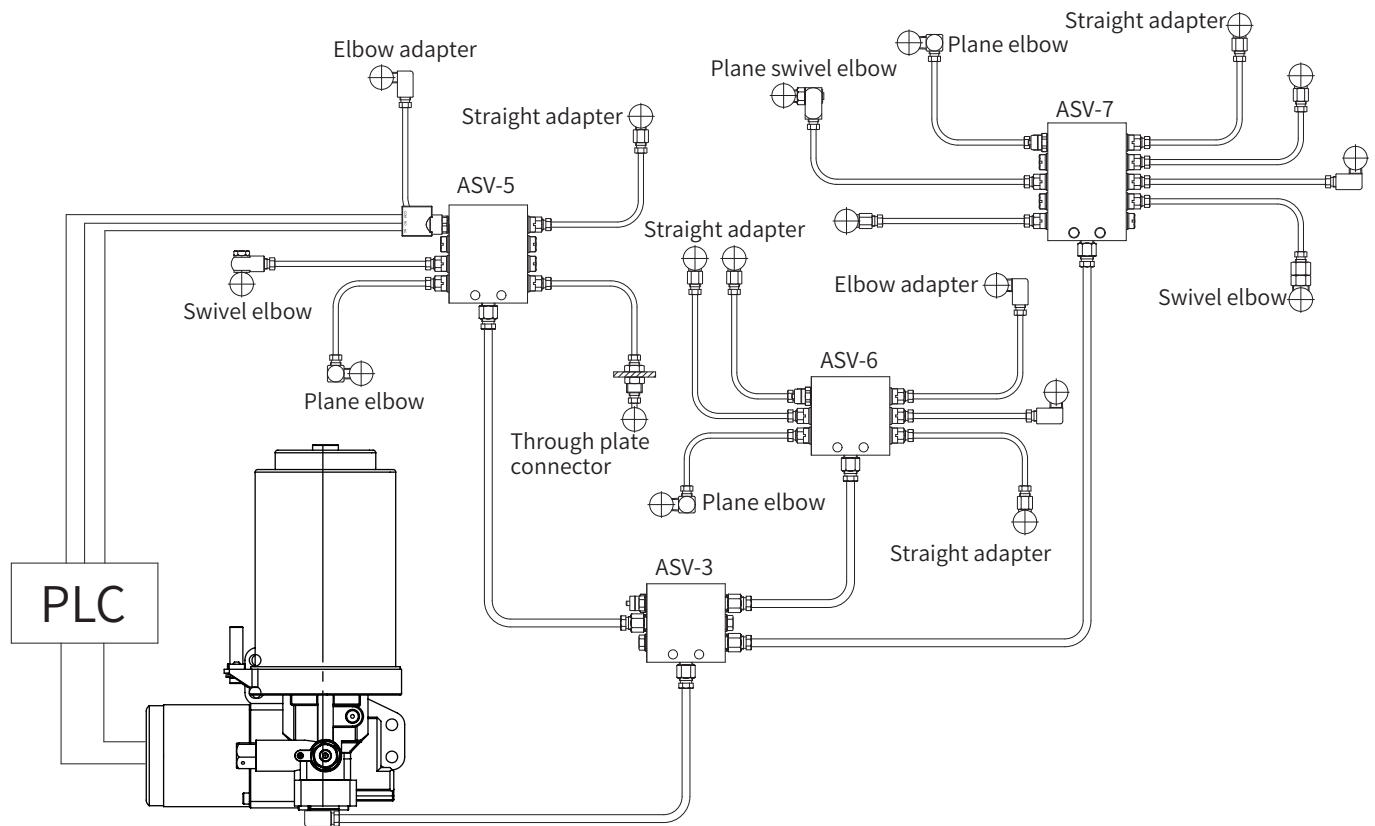 Straight adapter
Plane elbow
Elbow adapter
Plane swivel elbow
Straight adapter
ASV-7
ASV-5
Straight adapter
Elbow adapter
Swivel elbow
Swivel elbow
ASV-6
Plane elbow
Through plate
connector
Plane elbow
Straight adapter
ASV-3
PLC